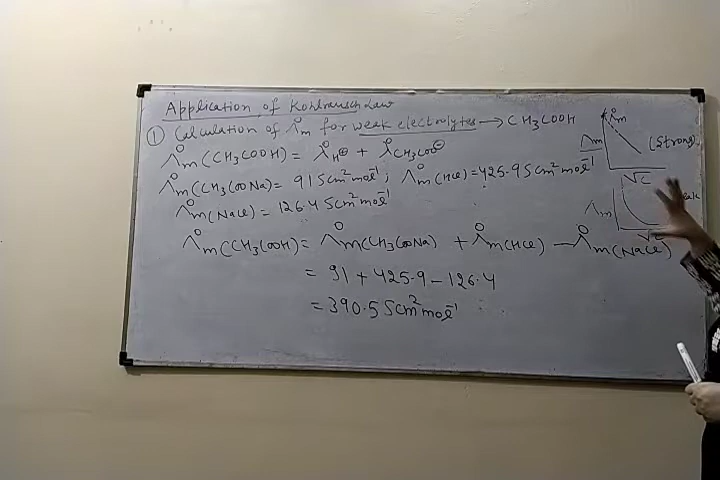 Application of Kohlrausch Law
① Calculation of Λ°m for weak electrolytes → CH3COOH
Λ°m(CH3COOH) = λ°H⊕ + λ°CH3COO⊖
Λ°m(CH3COONa) = 91 S cm² mol⁻¹ ; Λ°m(HCl) = 425.9 S cm² mol⁻¹
Λ°m(NaCl) = 126.4 S cm² mol⁻¹
Λ°m(CH3COOH) = Λ°m(CH3COONa) + Λ°m(HCl) − Λ°m(NaCl)
= 91 + 425.9 − 126.4
= 390.5 S cm² mol⁻¹
Λ°m
Λm (Strong)
√C
Λm
√C